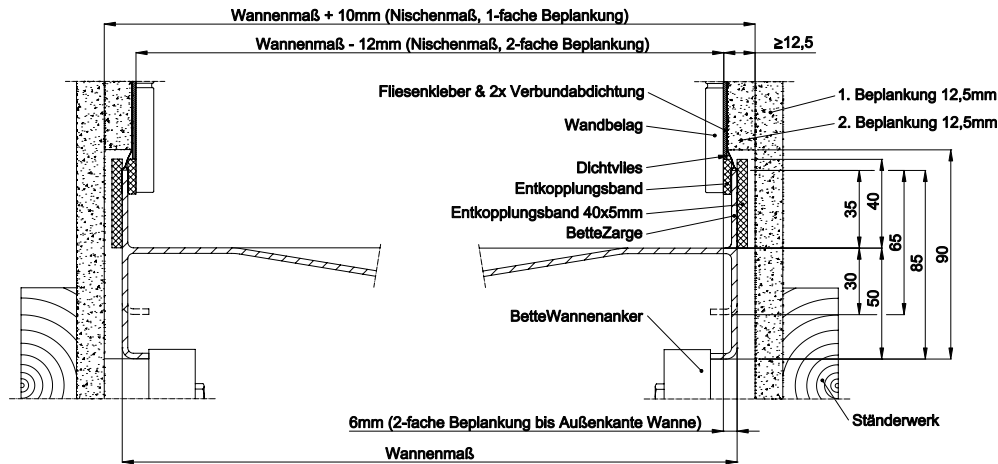 Wannenmaß + 10mm (Nischenmaß, 1-fache Beplankung)
Wannenmaß - 12mm (Nischenmaß, 2-fache Beplankung)
≥12,5
Fliesenkleber & 2x Verbundabdichtung
1. Beplankung 12,5mm
Wandbelag
2. Beplankung 12,5mm
Dichtvlies
Entkopplungsband
Entkopplungsband 40x5mm
BetteZarge
35
40
65
85
90
30
50
BetteWannenanker
6mm (2-fache Beplankung bis Außenkante Wanne)
Ständerwerk
Wannenmaß